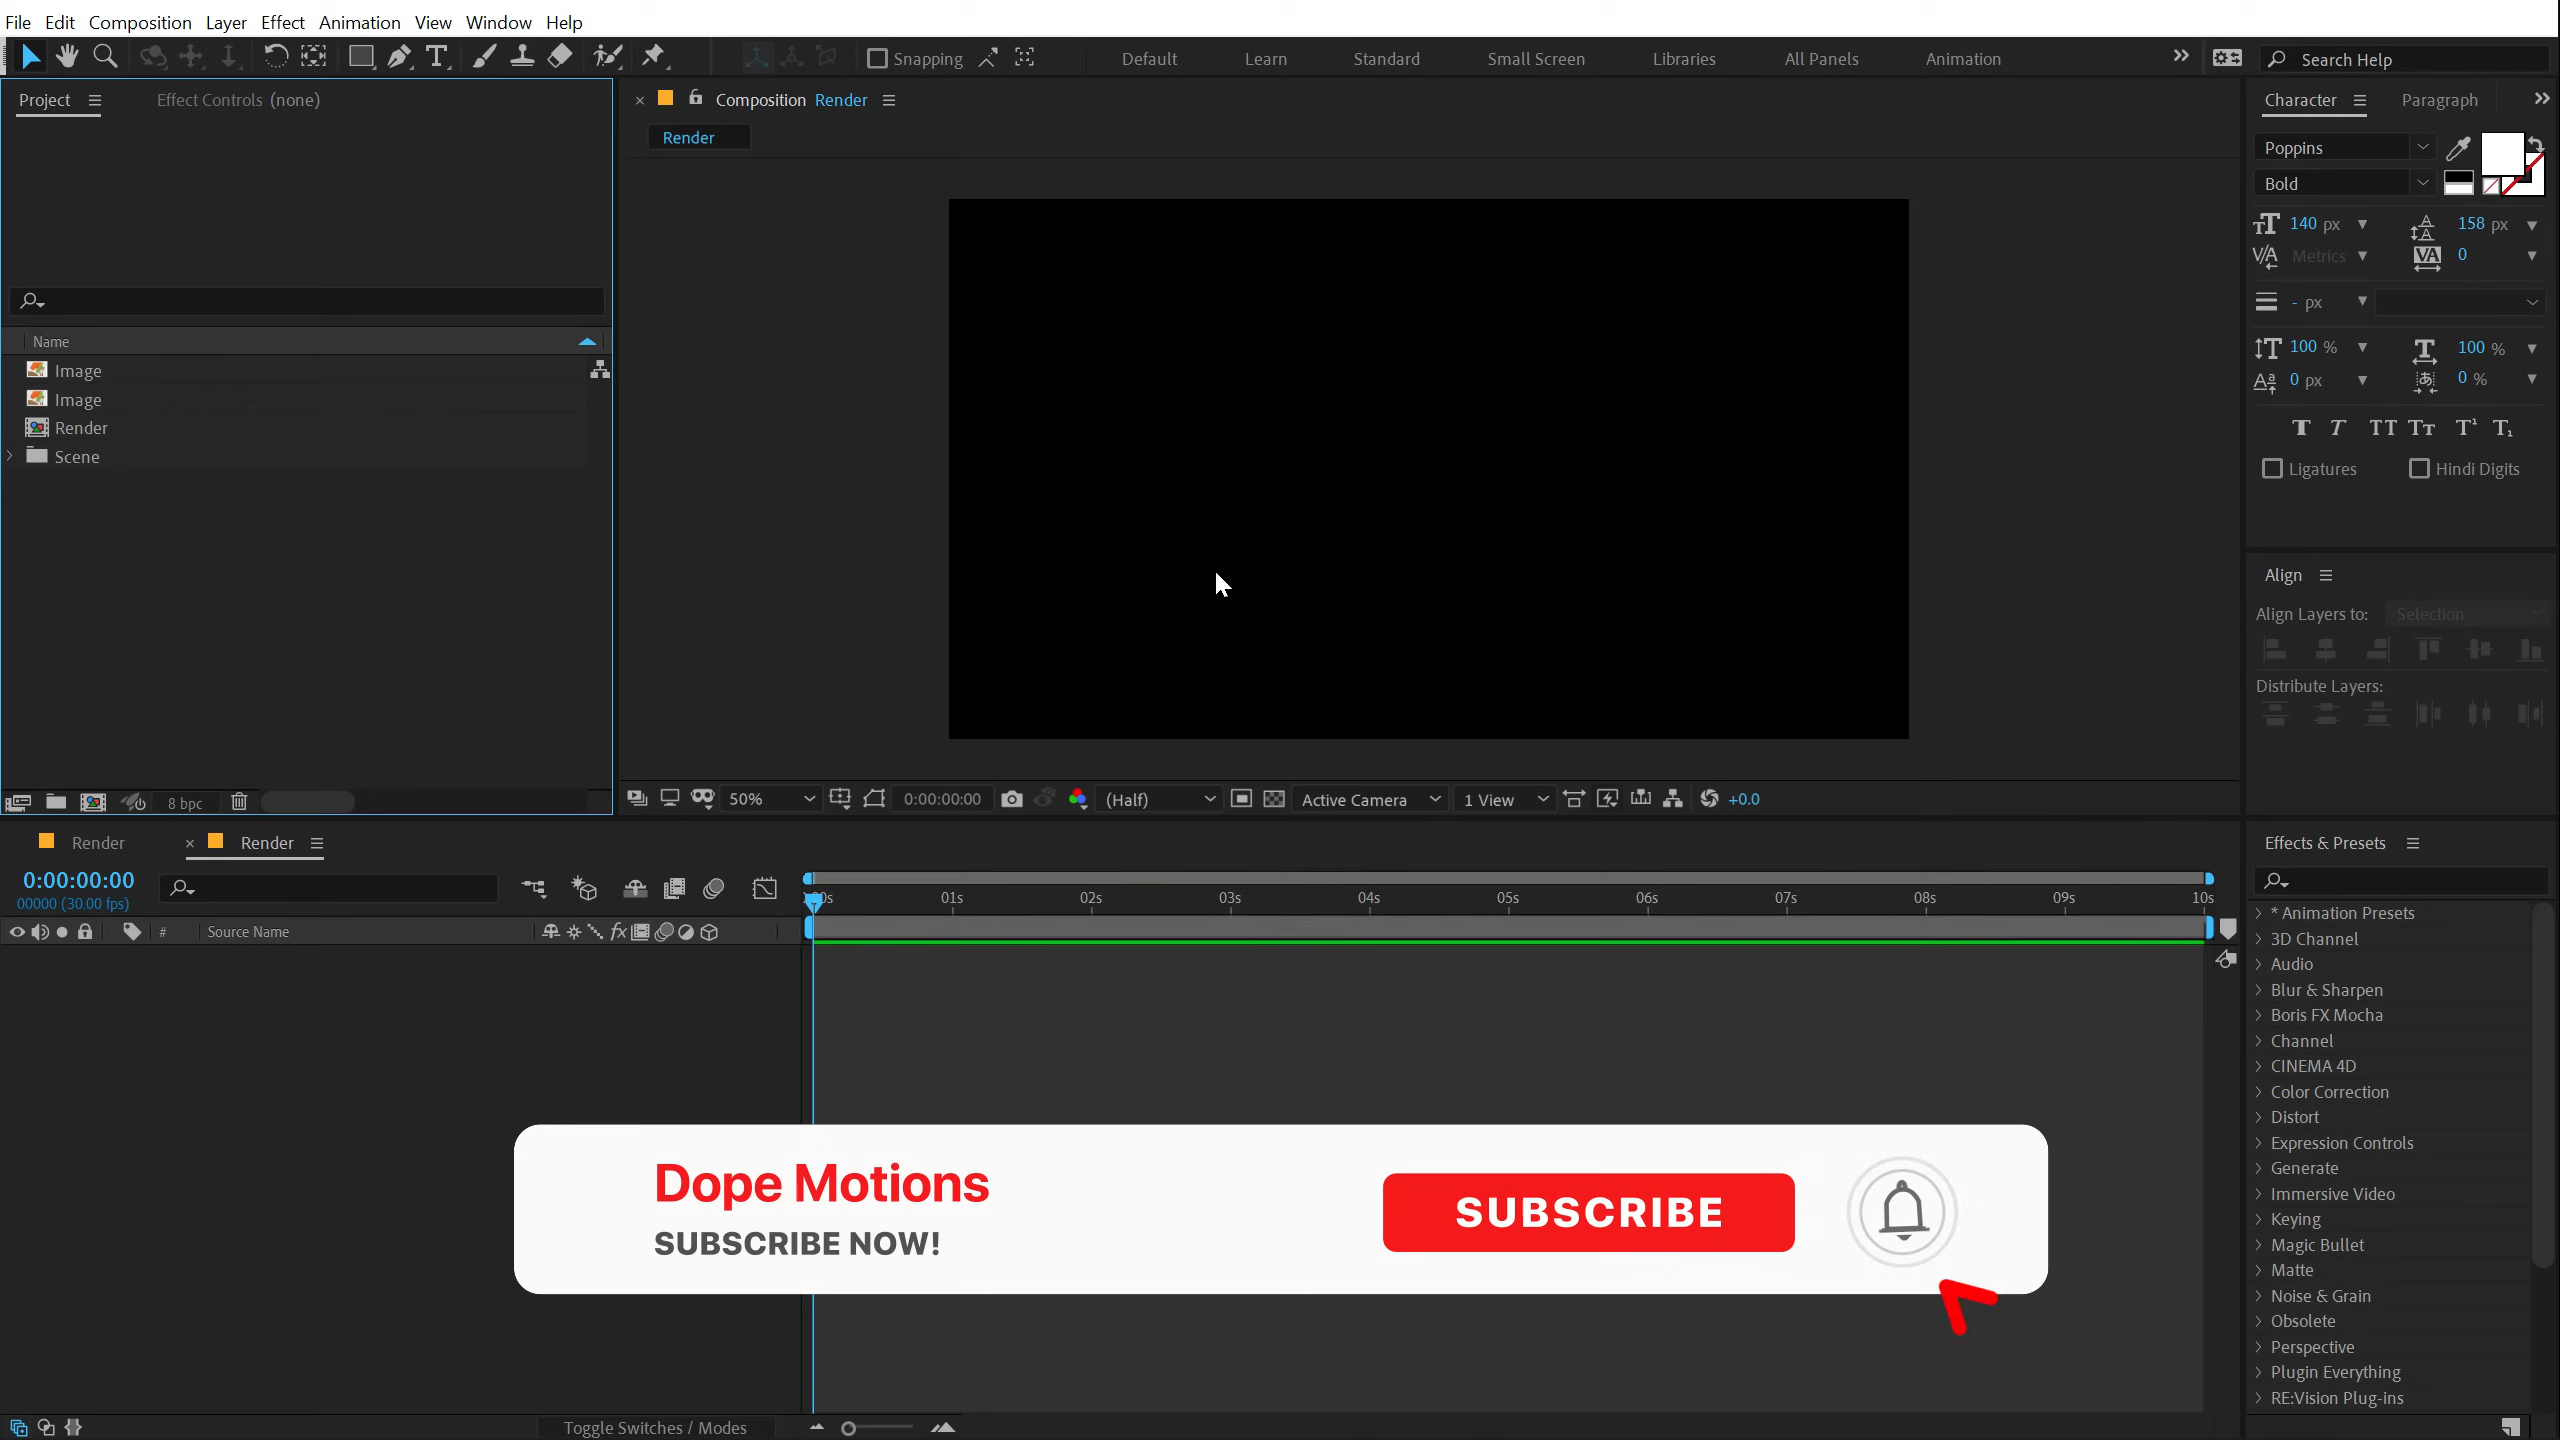 File Edit Composition Layer Effect Animation View Window Help
Snapping Default Learn Standard Small Screen Libraries All Panels Animation Search Help
Project Effect Controls (none)
Composition Render
Render
Name
Image
Image
Render
Scene
8 bpc
50% 0:00:00:00 (Half) Active Camera 1 View +0.0
Character Paragraph
Poppins
Bold
140 px 158 px
Metrics 0
- px
100 % 100 %
0 px 0 %
Ligatures Hindi Digits
Align
Align Layers to: Selection
Distribute Layers:
Render Render
0:00:00:00
00000 (30.00 fps)
# Source Name
01s 02s 03s 04s 05s 06s 07s 08s 09s 10s
Dope Motions
SUBSCRIBE NOW!
SUBSCRIBE
Toggle Switches / Modes
Effects & Presets
* Animation Presets
3D Channel
Audio
Blur & Sharpen
Boris FX Mocha
Channel
CINEMA 4D
Color Correction
Distort
Expression Controls
Generate
Immersive Video
Keying
Magic Bullet
Matte
Noise & Grain
Obsolete
Perspective
Plugin Everything
RE:Vision Plug-ins